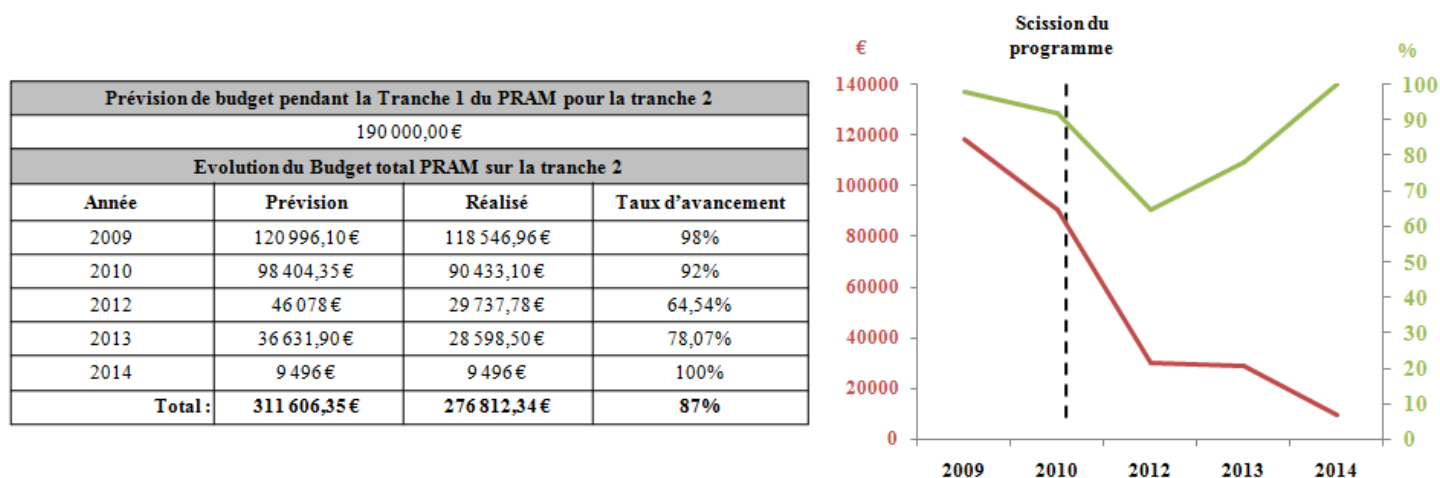 Prévision de budget pendant la Tranche 1 du PRAM pour la tranche 2
190 000,00 €
Evolution du Budget total PRAM sur la tranche 2
Année Prévision Réalisé Taux d'avancement
2009 120 996,10 € 118 546,96 € 98%
2010 98 404,35 € 90 433,10 € 92%
2012 46 078 € 29 737,78 € 64,54%
2013 36 631,90 € 28 598,50 € 78,07%
2014 9 496 € 9 496 € 100%
Total : 311 606,35 € 276 812,34 € 87%
Scission du
programme
€ %
140000 100
90
120000
80
100000
70
80000
60
50
60000
40
40000
30
20
20000
10
0 0
2009 2010 2012 2013 2014